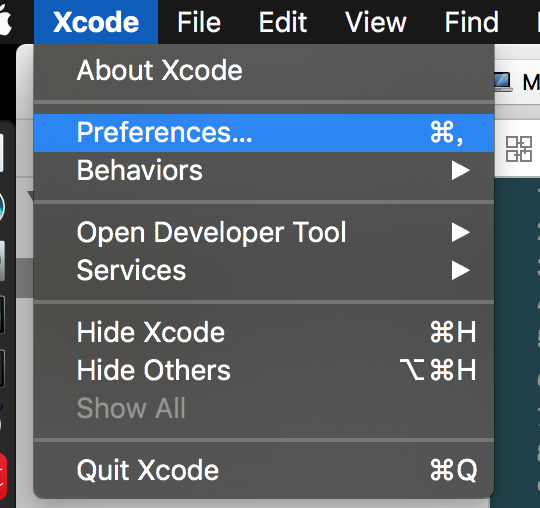 Xcode File Edit View Find
About Xcode
Preferences... ⌘,
Behaviors ▶
Open Developer Tool ▶
Services ▶
Hide Xcode ⌘H
Hide Others ⌥⌘H
Show All
Quit Xcode ⌘Q